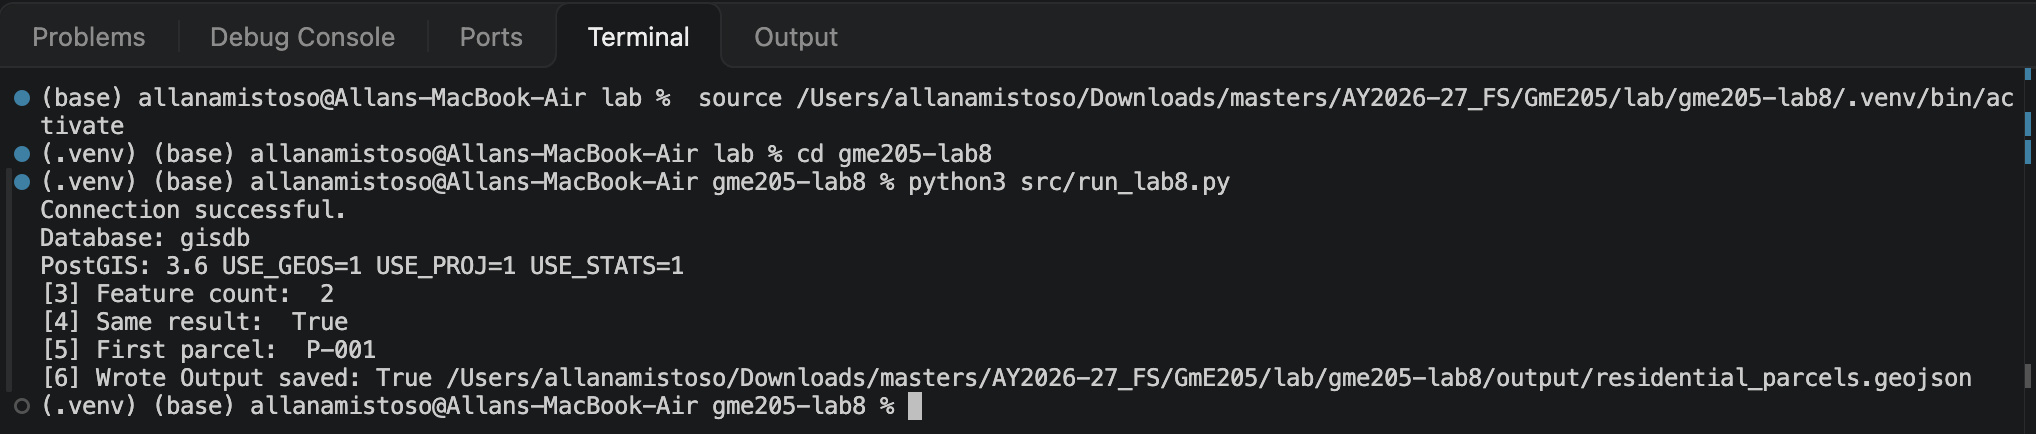 Problems Debug Console Ports Terminal Output
(base) allanamistoso@Allans-MacBook-Air lab %  source /Users/allanamistoso/Downloads/masters/AY2026-27_FS/GmE205/lab/gme205-lab8/.venv/bin/ac
tivate
(.venv) (base) allanamistoso@Allans-MacBook-Air lab % cd gme205-lab8
(.venv) (base) allanamistoso@Allans-MacBook-Air gme205-lab8 % python3 src/run_lab8.py
Connection successful.
Database: gisdb
PostGIS: 3.6 USE_GEOS=1 USE_PROJ=1 USE_STATS=1
[3] Feature count:  2
[4] Same result:  True
[5] First parcel:  P-001
[6] Wrote Output saved: True /Users/allanamistoso/Downloads/masters/AY2026-27_FS/GmE205/lab/gme205-lab8/output/residential_parcels.geojson
(.venv) (base) allanamistoso@Allans-MacBook-Air gme205-lab8 %